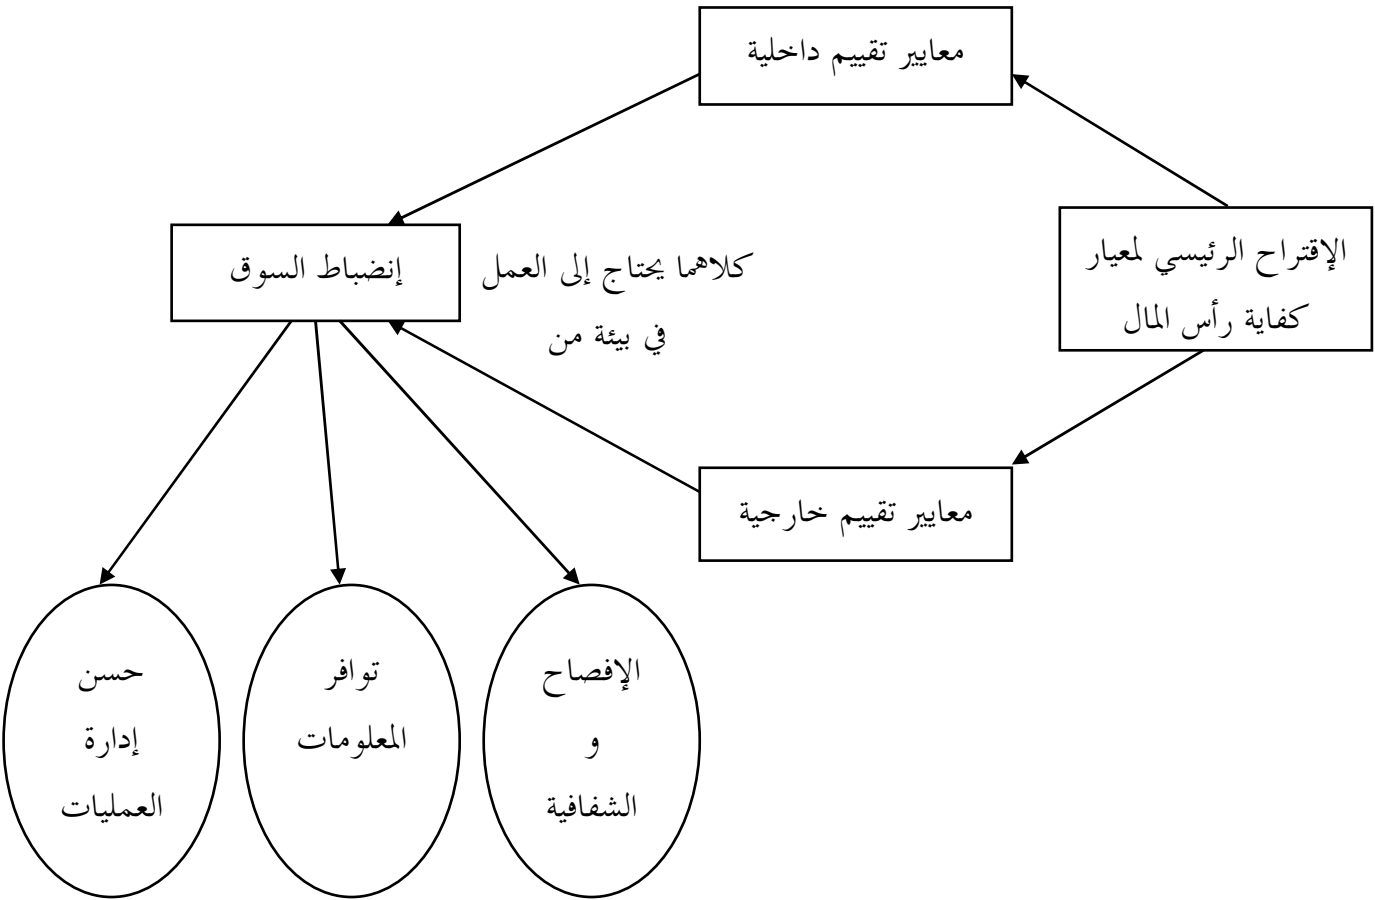 معايير تقييم داخلية
الإقتراح الرئيسي لمعيار
كفاية رأس المال
كلاهما يحتاج إلى العمل
في بيئة من
إنضباط السوق
معايير تقييم خارجية
الإفصاح
و
الشفافية
توافر
المعلومات
حسن
إدارة
العمليات